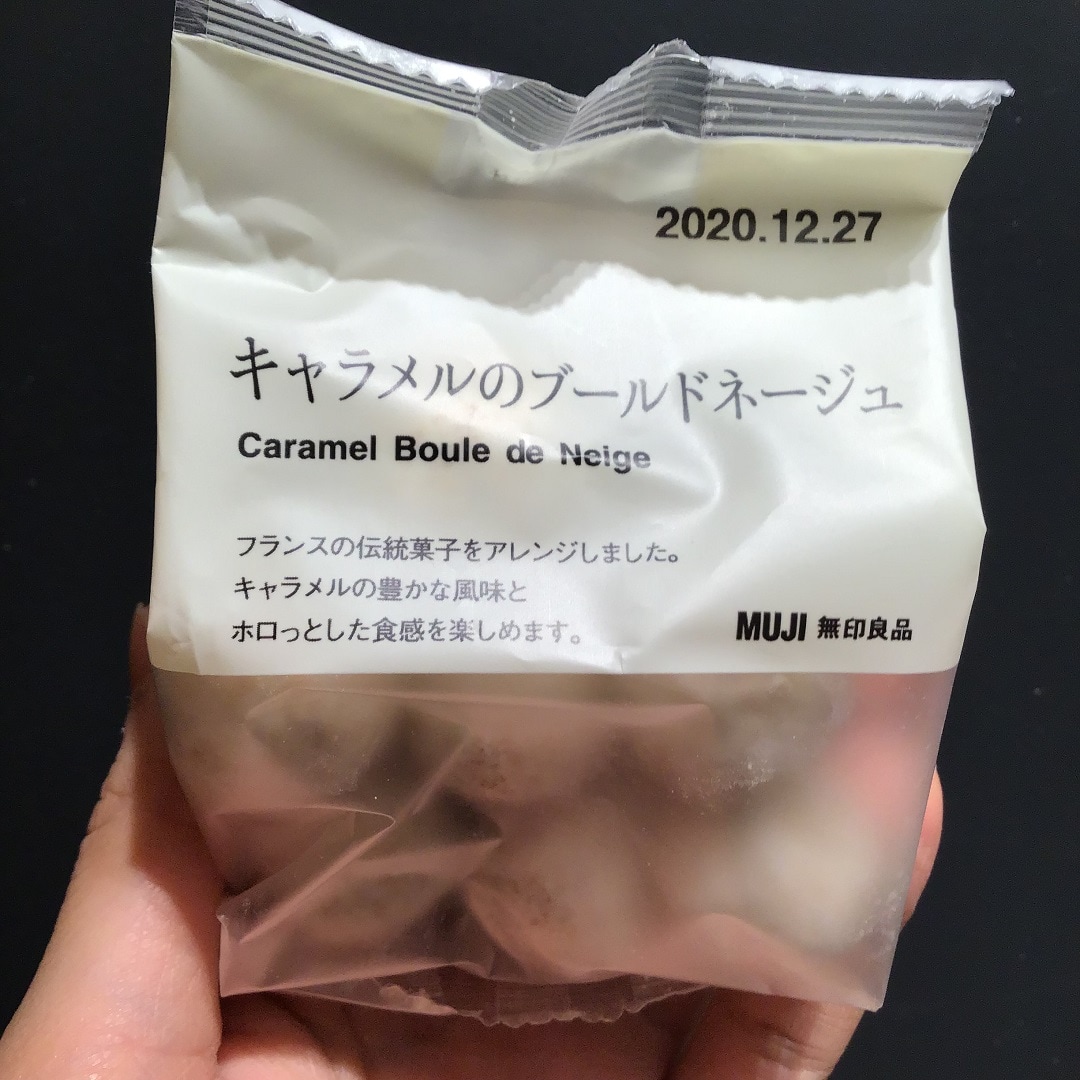 2020.12.27
キャラメルのブールドネージュ
Caramel Boule de Neige
フランスの伝統菓子をアレンジしました。
キャラメルの豊かな風味と
ホロっとした食感を楽しめます。
MUJI 無印良品